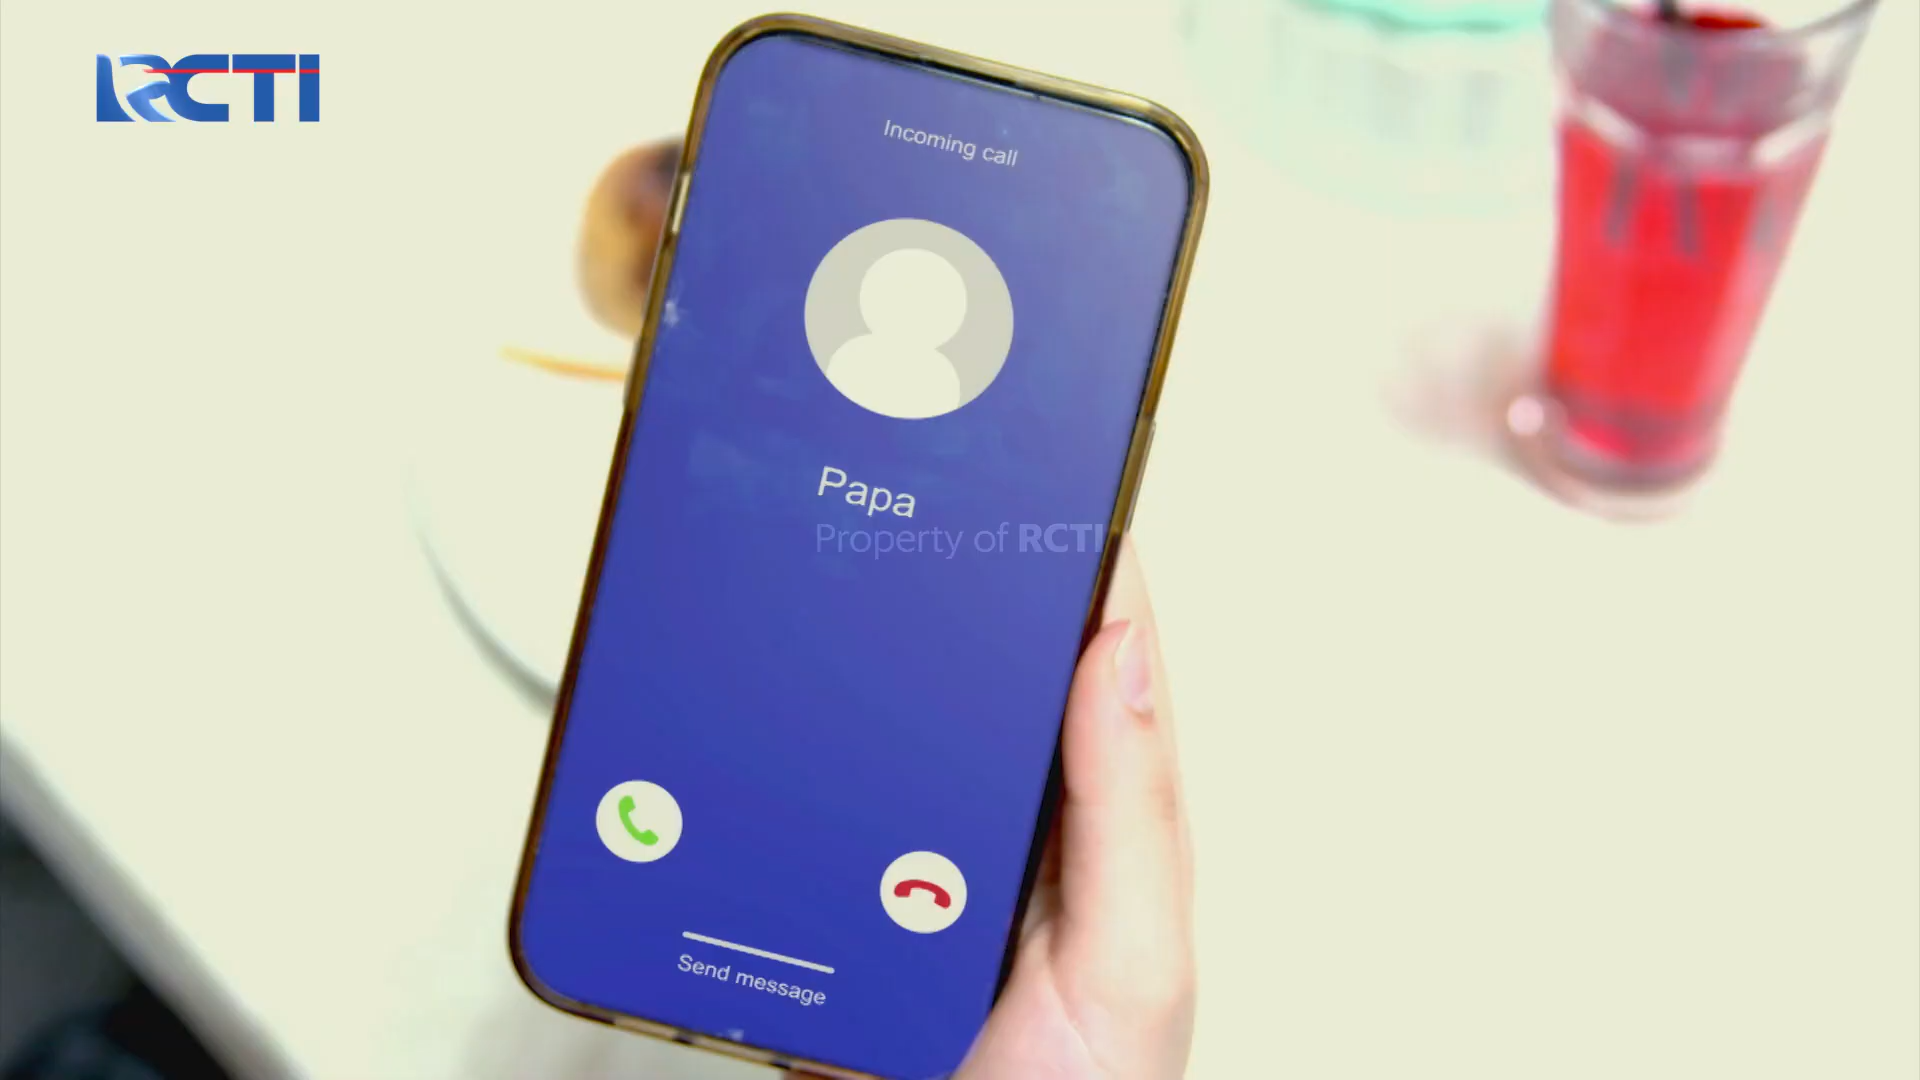 RCTI
Incoming call
Papa
Property of RCTI
Send message